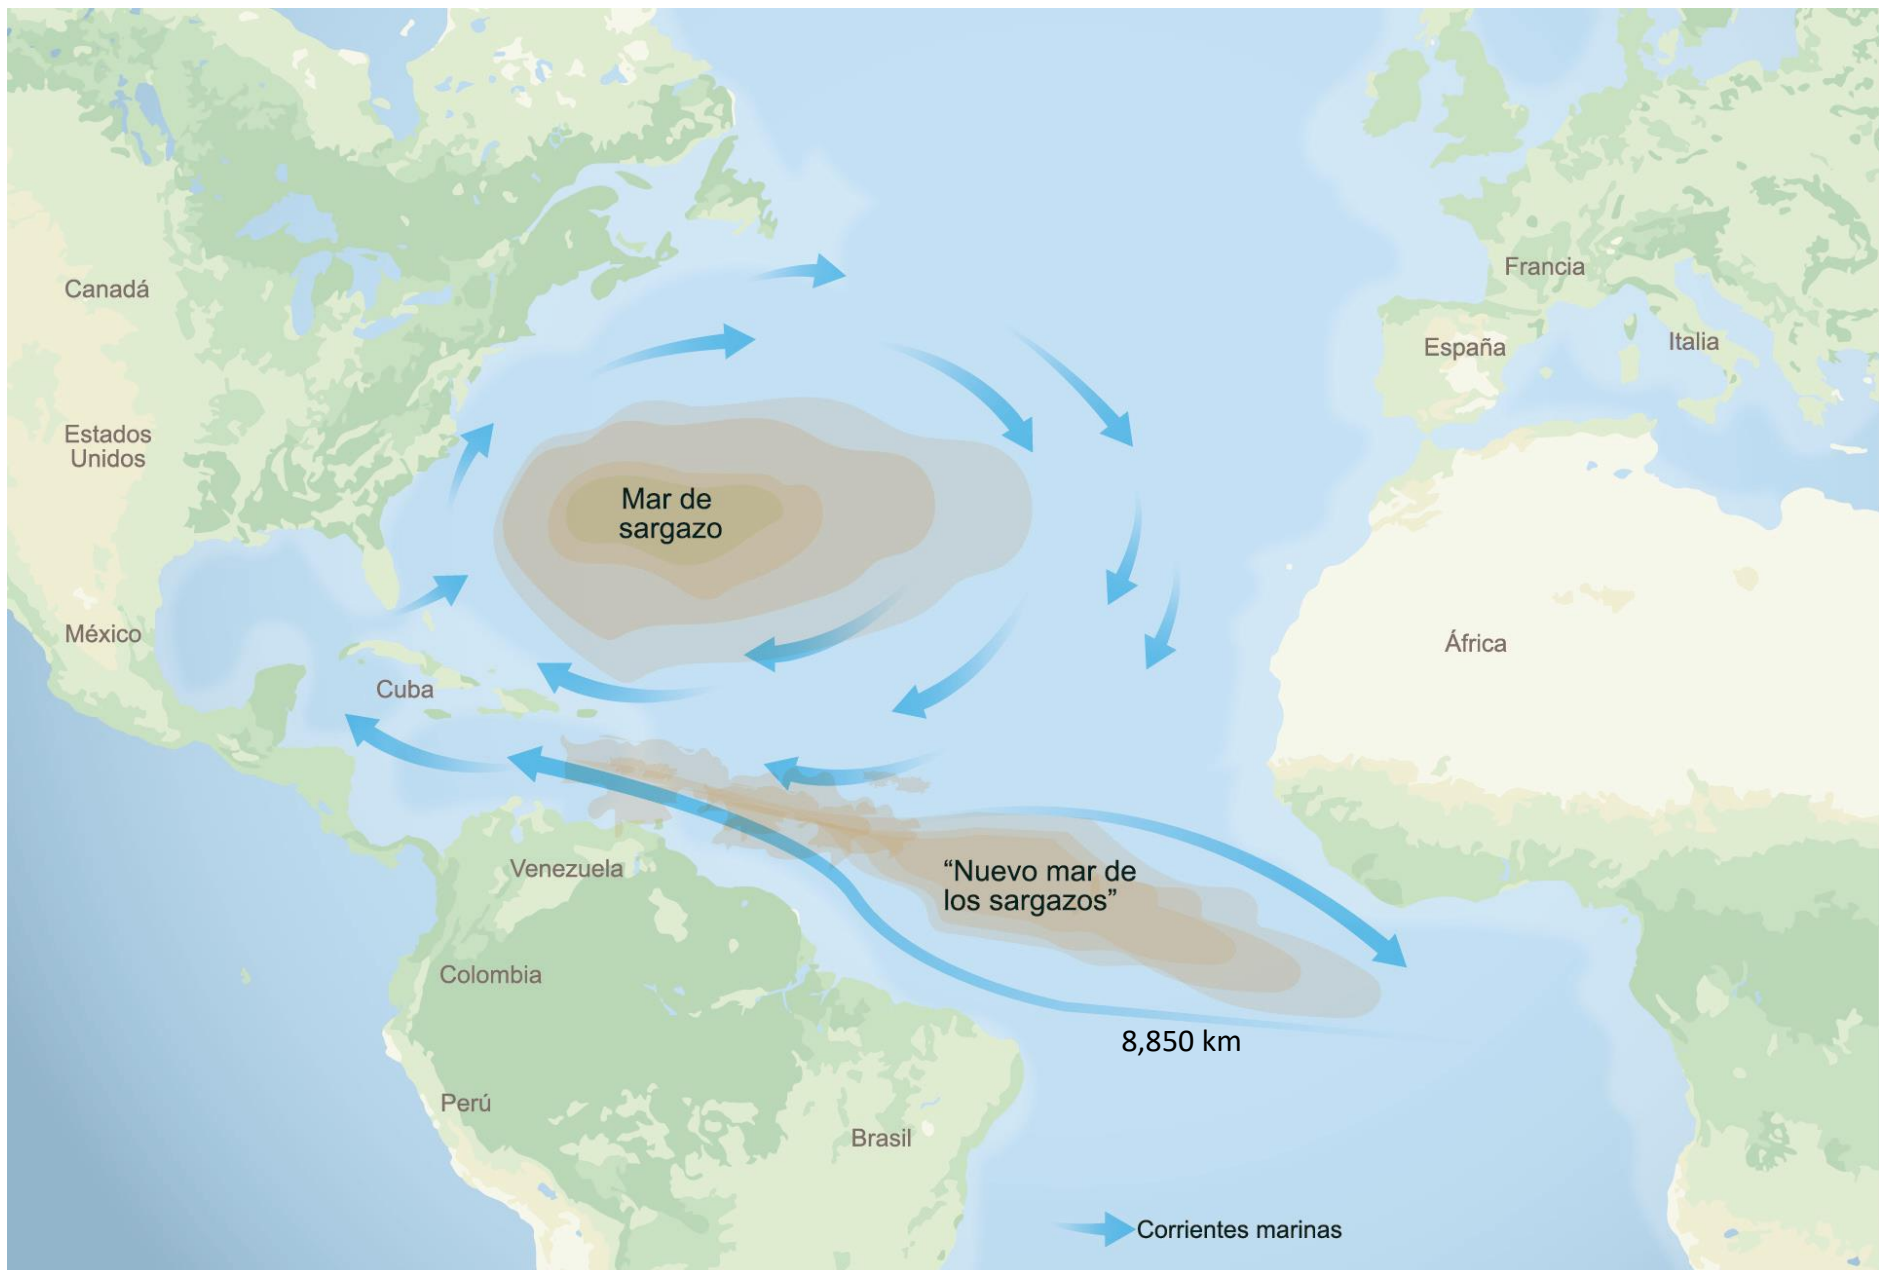 Canadá
Francia
Italia
España
Estados
Unidos
Mar de
sargazo
México
África
Cuba
Venezuela
“Nuevo mar de
los sargazos”
Colombia
8,850 km
Perú
Brasil
Corrientes marinas